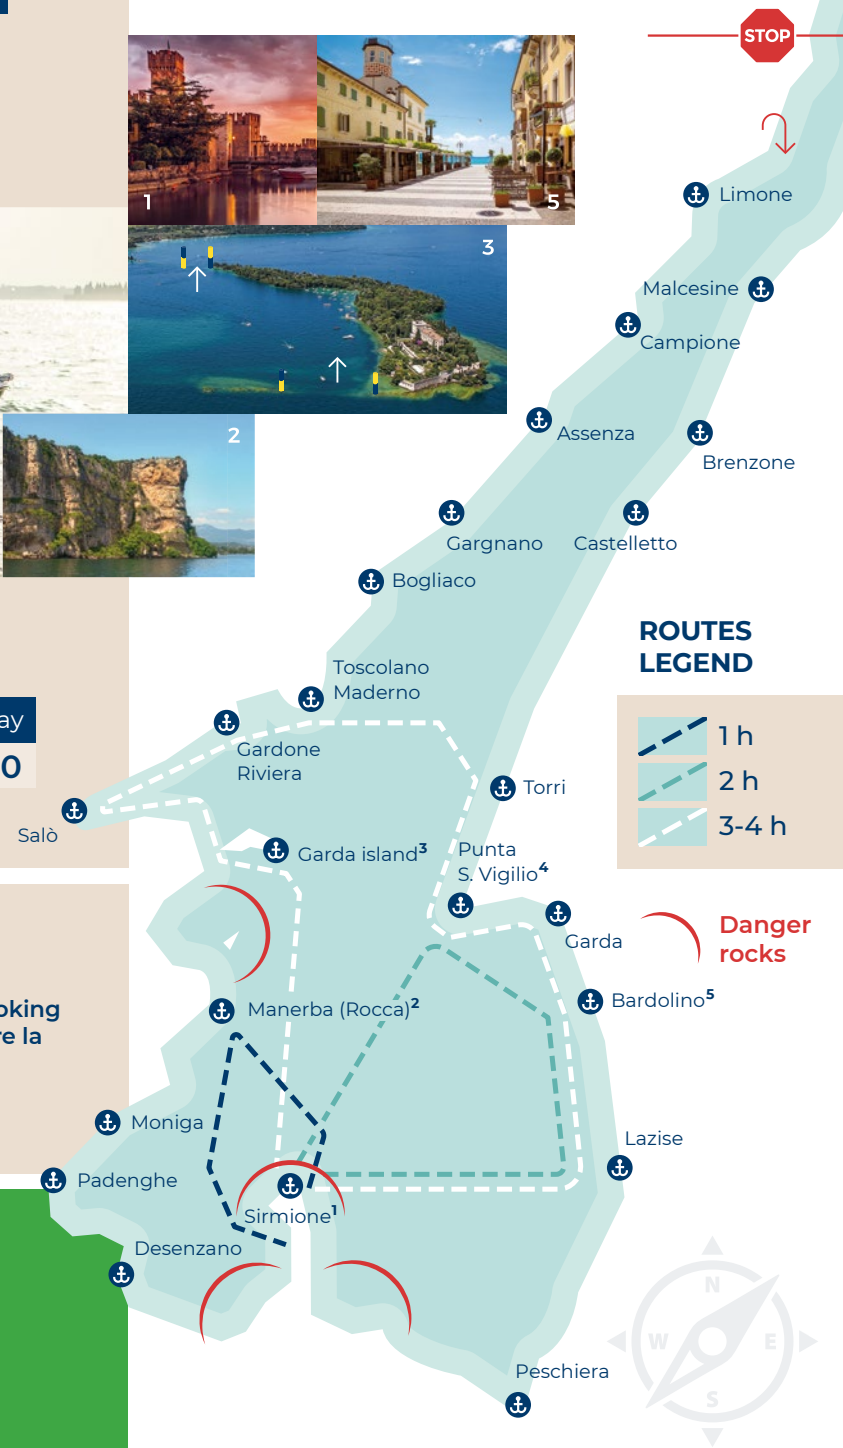 STOP
1
5
3
2
Limone
Malcesine
Campione
Assenza
Brenzone
Gargnano
Castelletto
Bogliaco
ROUTES
LEGEND
1 h
2 h
3-4 h
Danger
rocks
Toscolano
Maderno
Gardone
Riviera
Salò
Torri
Garda island³
Punta
S. Vigilio⁴
Garda
Bardolino⁵
Manerba (Rocca)²
Moniga
Lazise
Padenghe
Sirmione¹
Desenzano
Peschiera
N
W
E
S
ay
0
oking
e la